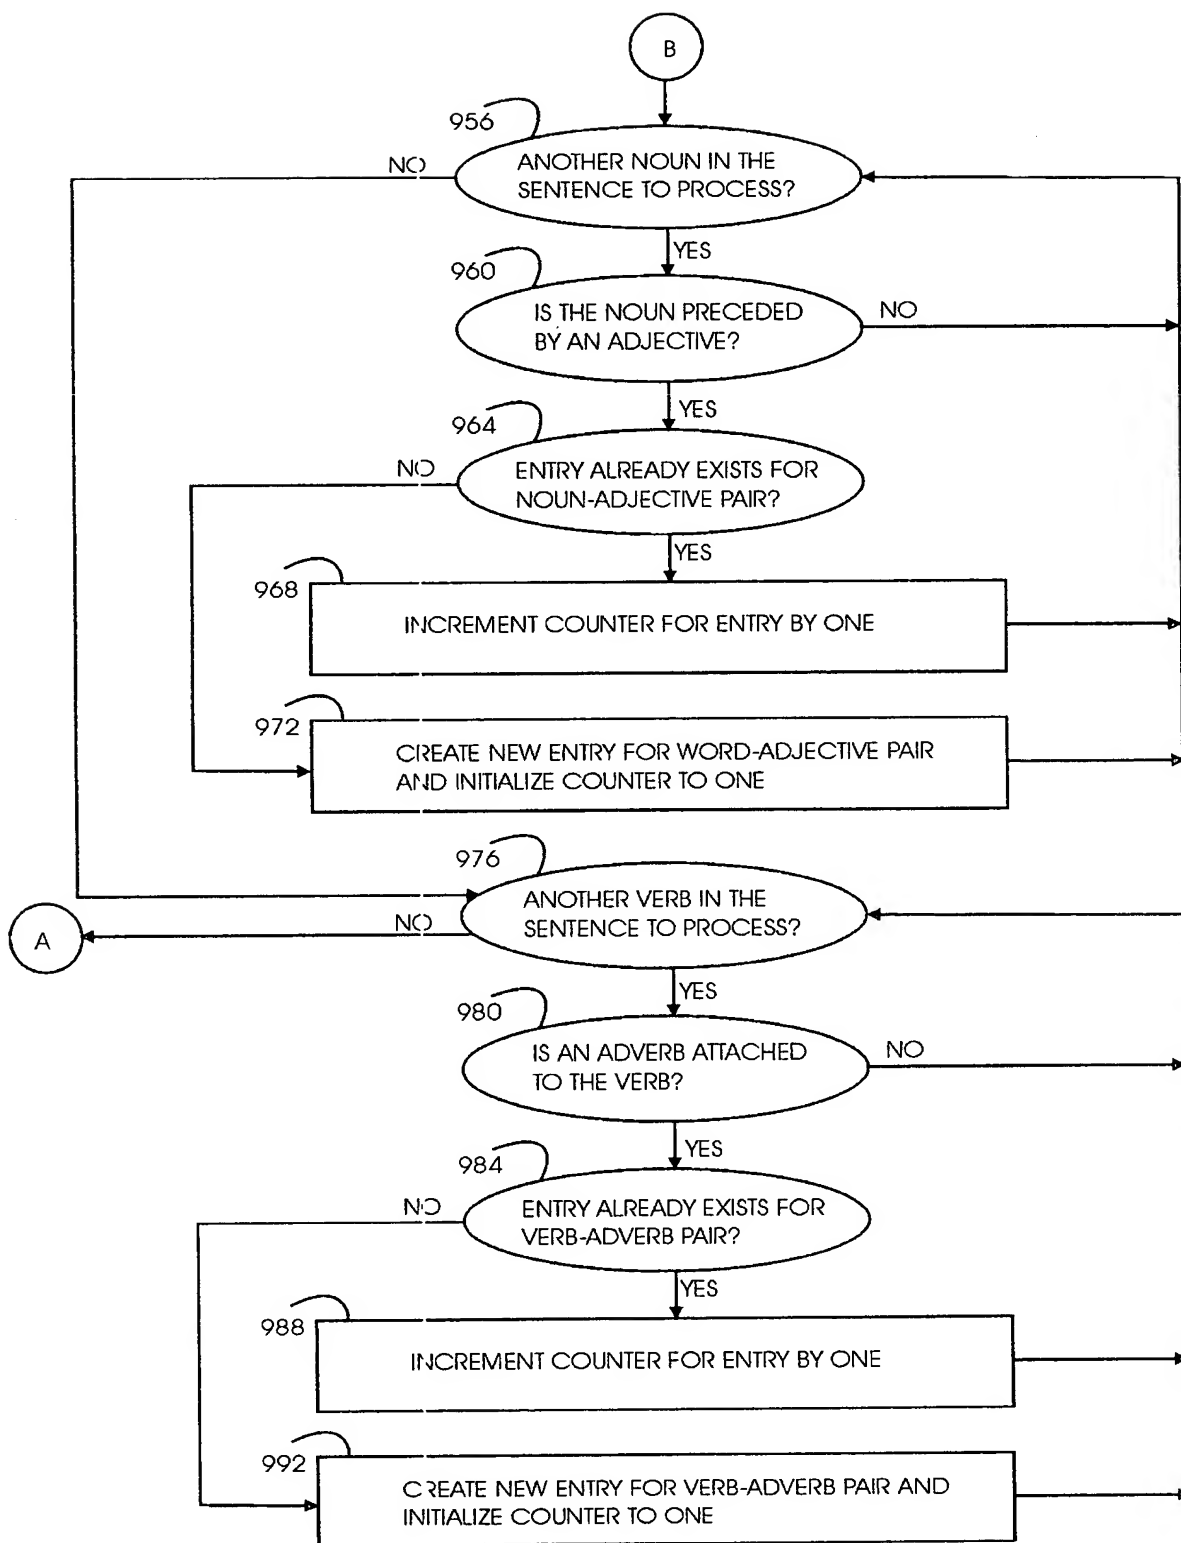 B
956
ANOTHER NOUN IN THE
SENTENCE TO PROCESS?
NO
YES
960
IS THE NOUN PRECEDED
BY AN ADJECTIVE?
NO
YES
964
ENTRY ALREADY EXISTS FOR
NOUN-ADJECTIVE PAIR?
NO
YES
968
INCREMENT COUNTER FOR ENTRY BY ONE
972
CREATE NEW ENTRY FOR WORD-ADJECTIVE PAIR
AND INITIALIZE COUNTER TO ONE
976
ANOTHER VERB IN THE
SENTENCE TO PROCESS?
NO
A
YES
980
IS AN ADVERB ATTACHED
TO THE VERB?
NO
YES
984
ENTRY ALREADY EXISTS FOR
VERB-ADVERB PAIR?
NO
YES
988
INCREMENT COUNTER FOR ENTRY BY ONE
992
CREATE NEW ENTRY FOR VERB-ADVERB PAIR AND
INITIALIZE COUNTER TO ONE